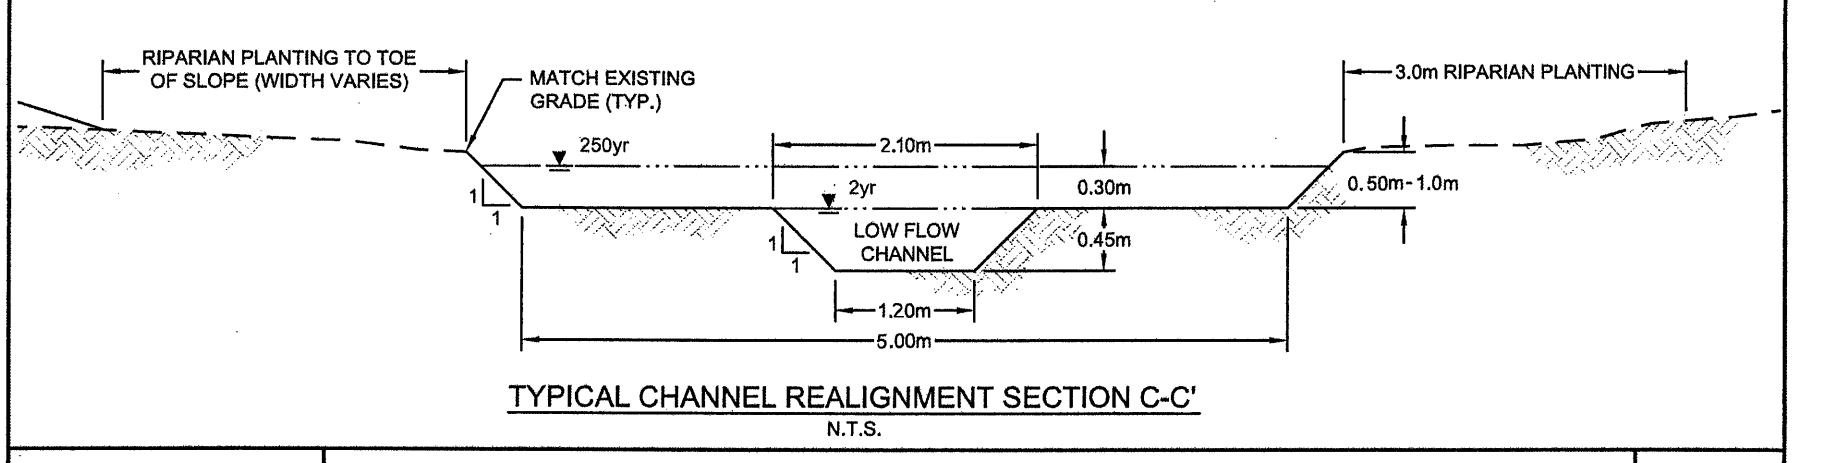 RIPARIAN PLANTING TO TOE
OF SLOPE (WIDTH VARIES)
MATCH EXISTING
GRADE (TYP.)
3.0m RIPARIAN PLANTING
250yr
2.10m
2yr
0.30m
0.50m-1.0m
1
1
LOW FLOW
CHANNEL
1
1
0.45m
1.20m
5.00m
TYPICAL CHANNEL REALIGNMENT SECTION C-C'
N.T.S.